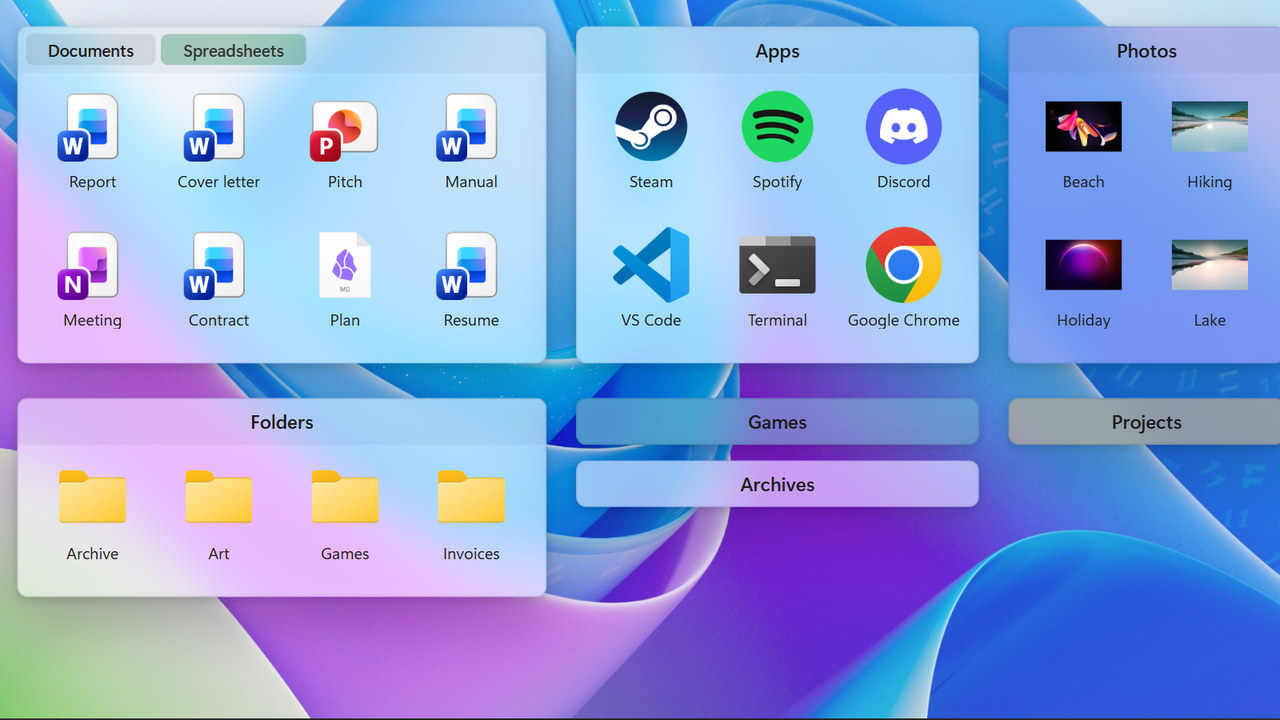 Documents Spreadsheets
W W P W
Report Cover letter Pitch Manual
N W MD W
Meeting Contract Plan Resume
Apps
Steam Spotify Discord
VS Code Terminal Google Chrome
Photos
Beach Hiking
Holiday Lake
Folders
Archive Art Games Invoices
Games
Archives
Projects